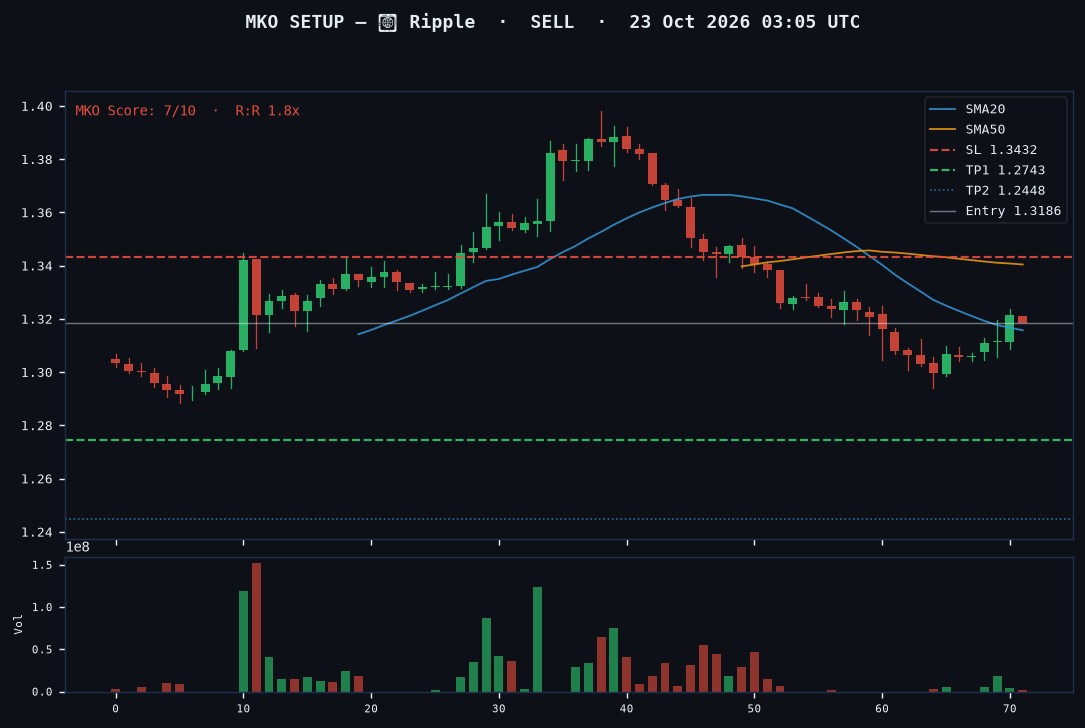 MKO SETUP — Ripple · SELL · 23 Oct 2026 03:05 UTC
MKO Score: 7/10 · R:R 1.8x
SMA20
SMA50
SL 1.3432
TP1 1.2743
TP2 1.2448
Entry 1.3186
1.40
1.38
1.36
1.34
1.32
1.30
1.28
1.26
1.24
1e8
1.5
1.0
0.5
0.0
Vol
0 10 20 30 40 50 60 70